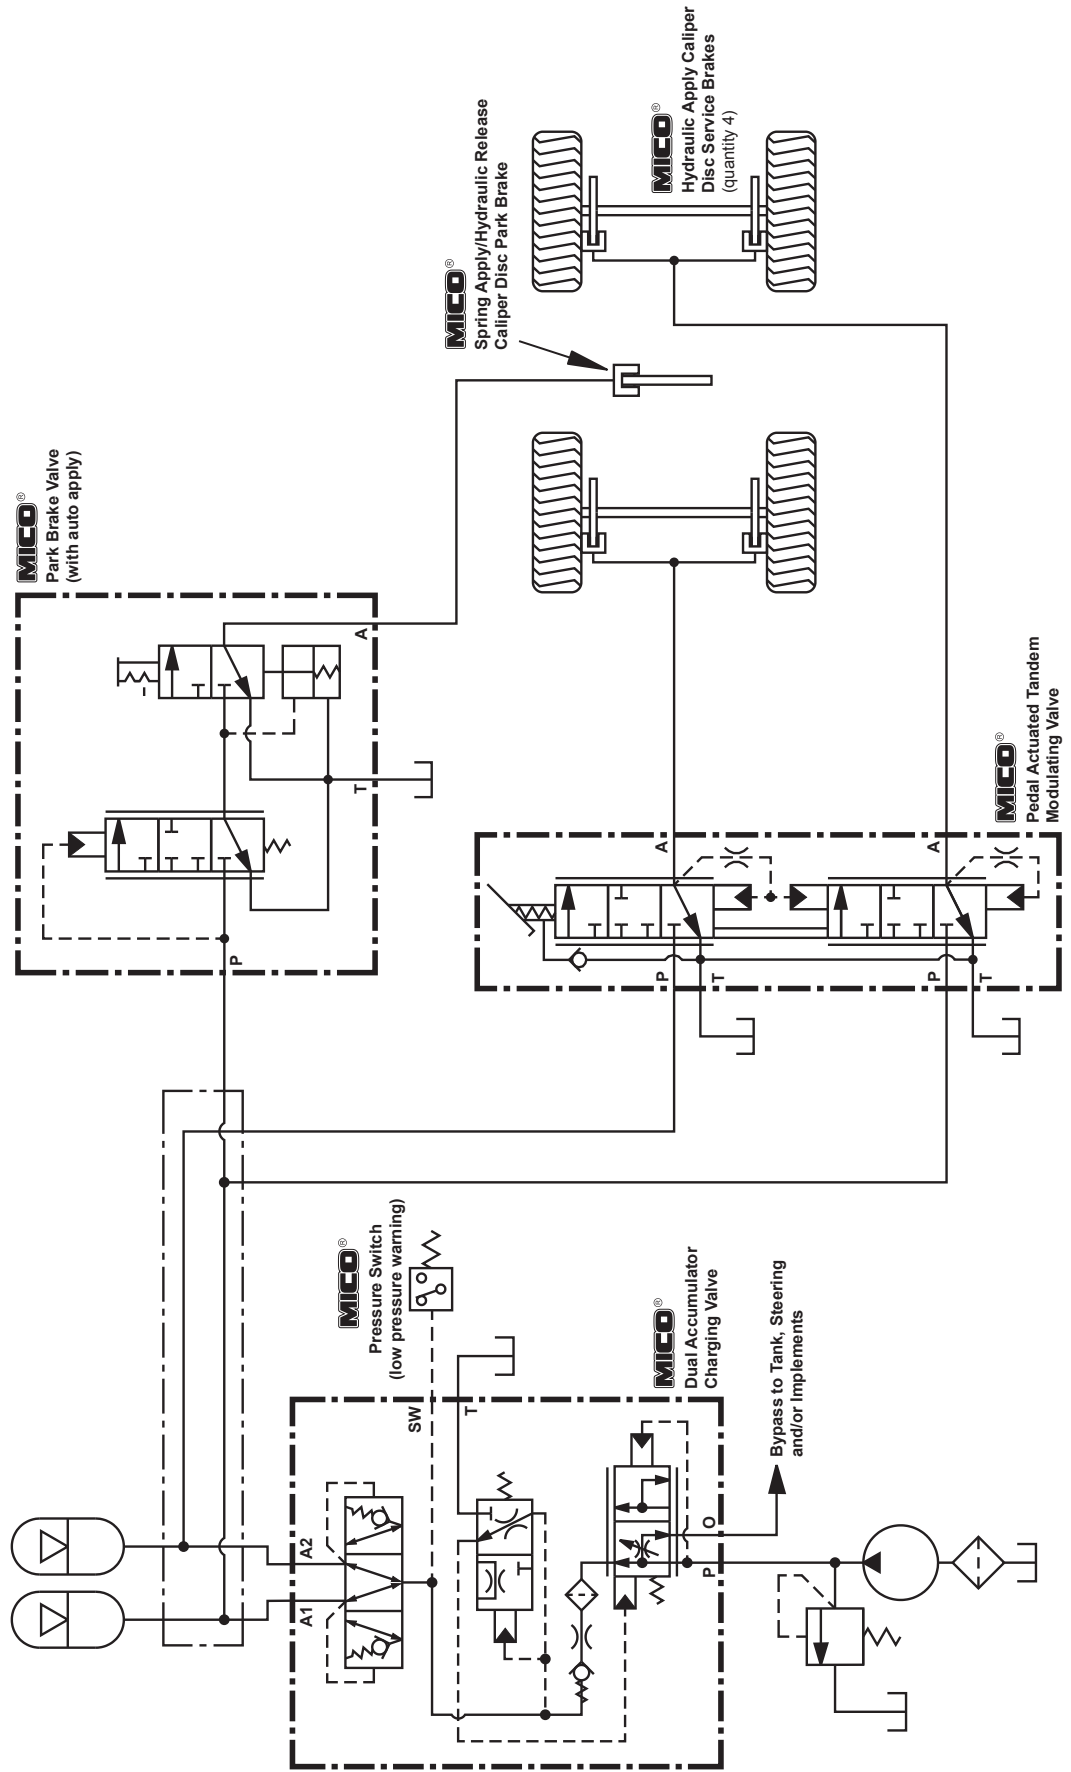 MICO®
Park Brake Valve
(with auto apply)
A
T
P
MICO®
Spring Apply/Hydraulic Release
Caliper Disc Park Brake
MICO®
Hydraulic Apply Caliper
Disc Service Brakes
(quantity 4)
MICO®
Pedal Actuated Tandem
Modulating Valve
A
A
P
T
P
T
MICO®
Pressure Switch
(low pressure warning)
MICO®
Dual Accumulator
Charging Valve
A1
A2
SW
T
P
O
Bypass to Tank, Steering
and/or Implements